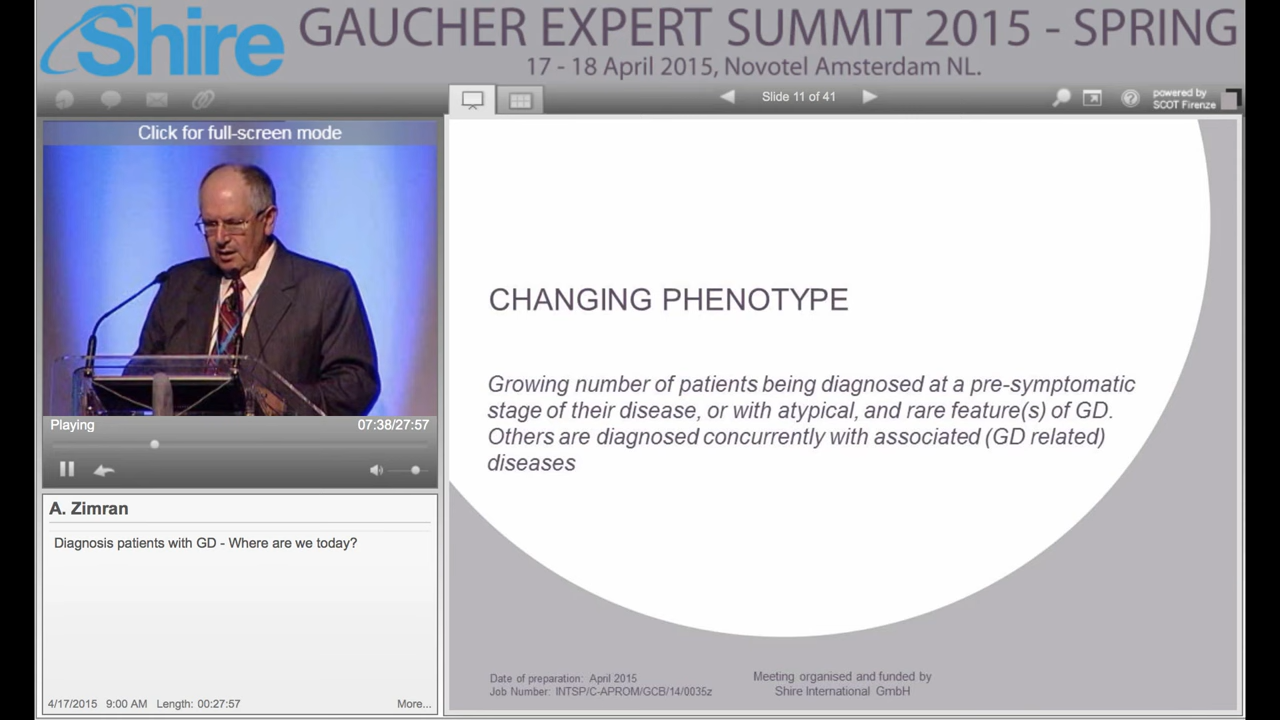 Shire
GAUCHER EXPERT SUMMIT 2015 - SPRING
17 - 18 April 2015, Novotel Amsterdam NL.
Slide 11 of 41
powered by
SCOT Firenze
Click for full-screen mode
Playing
07:38/27:57
A. Zimran
Diagnosis patients with GD - Where are we today?
4/17/2015 9:00 AM Length: 00:27:57
More...
CHANGING PHENOTYPE
Growing number of patients being diagnosed at a pre-symptomatic
stage of their disease, or with atypical, and rare feature(s) of GD.
Others are diagnosed concurrently with associated (GD related)
diseases
Date of preparation: April 2015
Job Number: INTSP/C-APROM/GCB/14/0035z
Meeting organised and funded by
Shire International GmbH